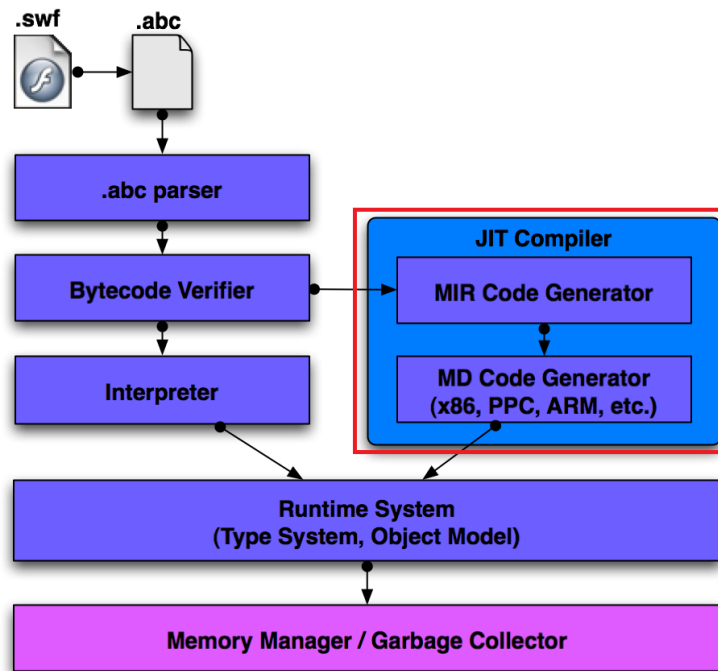 .swf
.abc
.abc parser
JIT Compiler
Bytecode Verifier
MIR Code Generator
Interpreter
MD Code Generator
(x86, PPC, ARM, etc.)
Runtime System
(Type System, Object Model)
Memory Manager / Garbage Collector